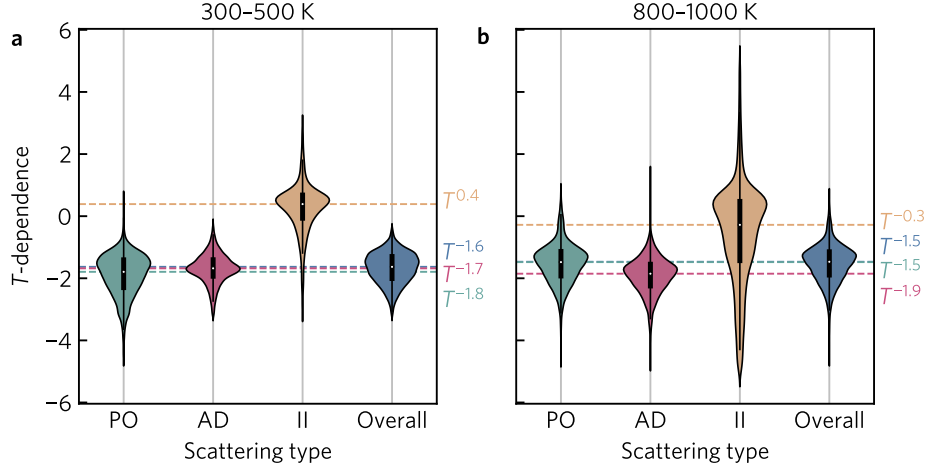 300–500 K
800–1000 K
a
b
T-dependence
6
4
2
0
−2
−4
−6
T^0.4
T^−1.6
T^−1.7
T^−1.8
T^−0.3
T^−1.5
T^−1.5
T^−1.9
PO AD II Overall
PO AD II Overall
Scattering type
Scattering type